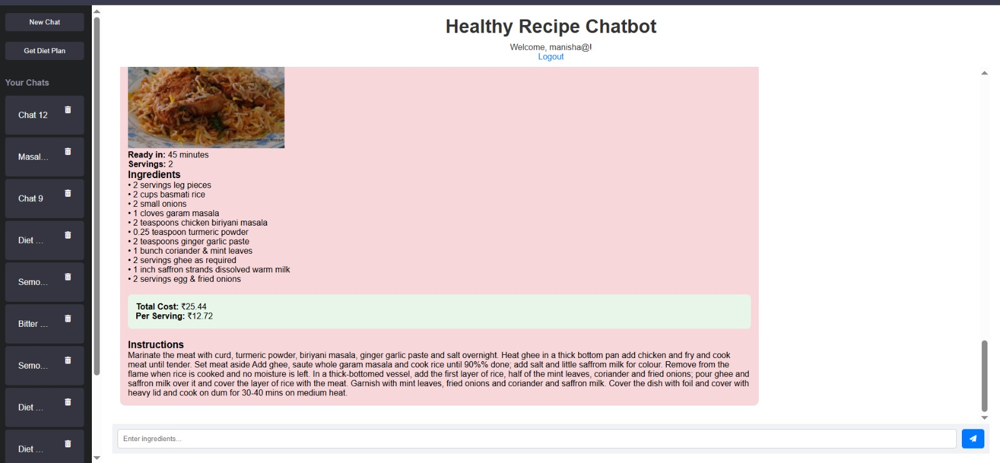 New Chat
Get Diet Plan
Your Chats
Chat 12
Masal...
Chat 9
Diet ...
Semo...
Bitter ...
Semo...
Diet ...
Diet ...
Healthy Recipe Chatbot
Welcome, manisha@!
Logout
Ready in: 45 minutes
Servings: 2
Ingredients
• 2 servings leg pieces
• 2 cups basmati rice
• 2 small onions
• 1 cloves garam masala
• 2 teaspoons chicken biriyani masala
• 0.25 teaspoon turmeric powder
• 2 teaspoons ginger garlic paste
• 1 bunch coriander & mint leaves
• 2 servings ghee as required
• 1 inch saffron strands dissolved warm milk
• 2 servings egg & fried onions
Total Cost: ₹25.44
Per Serving: ₹12.72
Instructions
Marinate the meat with curd, turmeric powder, biriyani masala, ginger garlic paste and salt overnight. Heat ghee in a thick bottom pan add chicken and fry and cook
meat until tender. Set meat aside Add ghee, saute whole garam masala and cook rice until 90%% done; add salt and little saffrom milk for colour. Remove from the
flame when rice is cooked and no moisture is left. In a thick-bottomed vessel, add the first layer of rice, half of the mint leaves, coriander and fried onions; pour ghee and
saffron milk over it and cover the layer of rice with the meat. Garnish with mint leaves, fried onions and coriander and saffron milk. Cover the dish with foil and cover with
heavy lid and cook on dum for 30-40 mins on medium heat.
Enter ingredients...